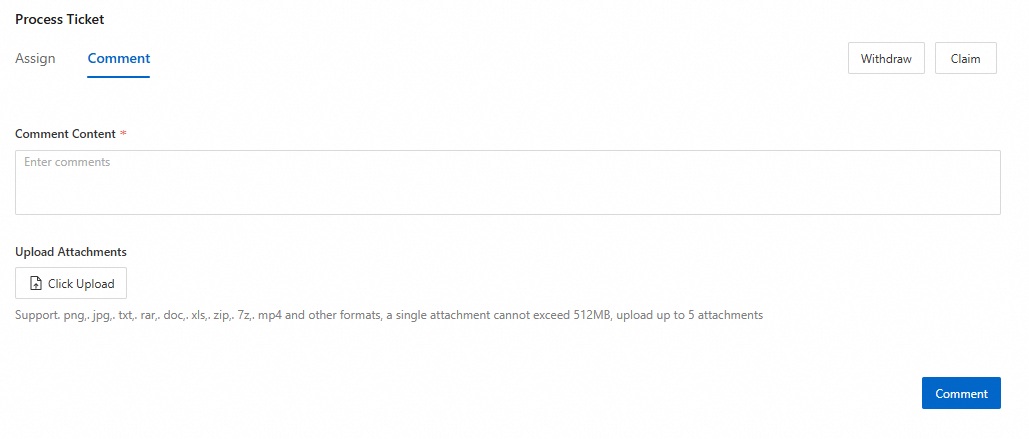 Process Ticket
Assign Comment Withdraw Claim
Comment Content *
Enter comments
Upload Attachments
Click Upload
Support. png,. jpg,. txt,. rar,. doc,. xls,. zip,. 7z,. mp4 and other formats, a single attachment cannot exceed 512MB, upload up to 5 attachments
Comment